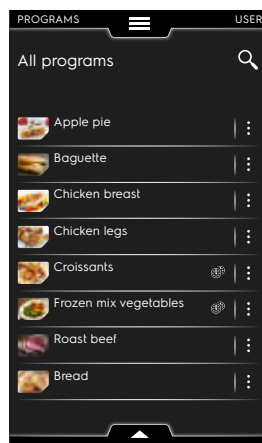 PROGRAMS USER
All programs
Apple pie
Baguette
Chicken breast
Chicken legs
Croissants
Frozen mix vegetables
Roast beef
Bread